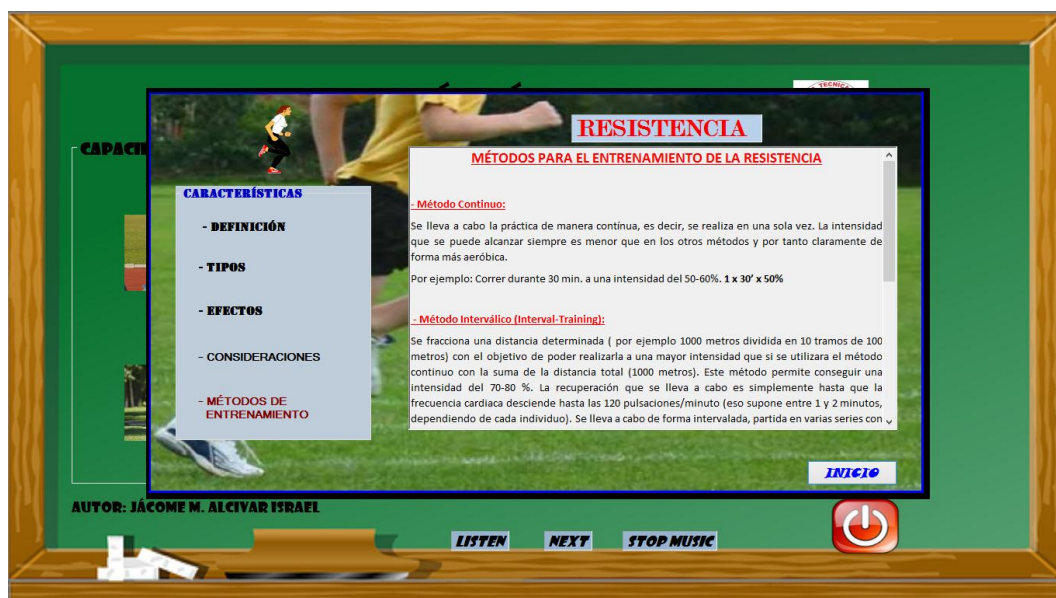 TECNIC
CAPACI
RESISTENCIA
MÉTODOS PARA EL ENTRENAMIENTO DE LA RESISTENCIA
CARACTERÍSTICAS
- DEFINICIÓN
- TIPOS
- EFECTOS
- CONSIDERACIONES
- MÉTODOS DE
ENTRENAMIENTO
- Método Continuo:
Se lleva a cabo la práctica de manera contínua, es decir, se realiza en una sola vez. La intensidad
que se puede alcanzar siempre es menor que en los otros métodos y por tanto claramente de
forma más aeróbica.
Por ejemplo: Correr durante 30 min. a una intensidad del 50-60%. 1 x 30' x 50%
- Método Interválico (Interval-Training):
Se fracciona una distancia determinada ( por ejemplo 1000 metros dividida en 10 tramos de 100
metros) con el objetivo de poder realizarla a una mayor intensidad que si se utilizara el método
continuo con la suma de la distancia total (1000 metros). Este método permite conseguir una
intensidad del 70-80 %. La recuperación que se lleva a cabo es simplemente hasta que la
frecuencia cardiaca desciende hasta las 120 pulsaciones/minuto (eso supone entre 1 y 2 minutos,
dependiendo de cada individuo). Se lleva a cabo de forma intervalada, partida en varias series con
INICIO
AUTOR: JÁCOME M. ALCIVAR ISRAEL
LISTEN
NEXT
STOP MUSIC